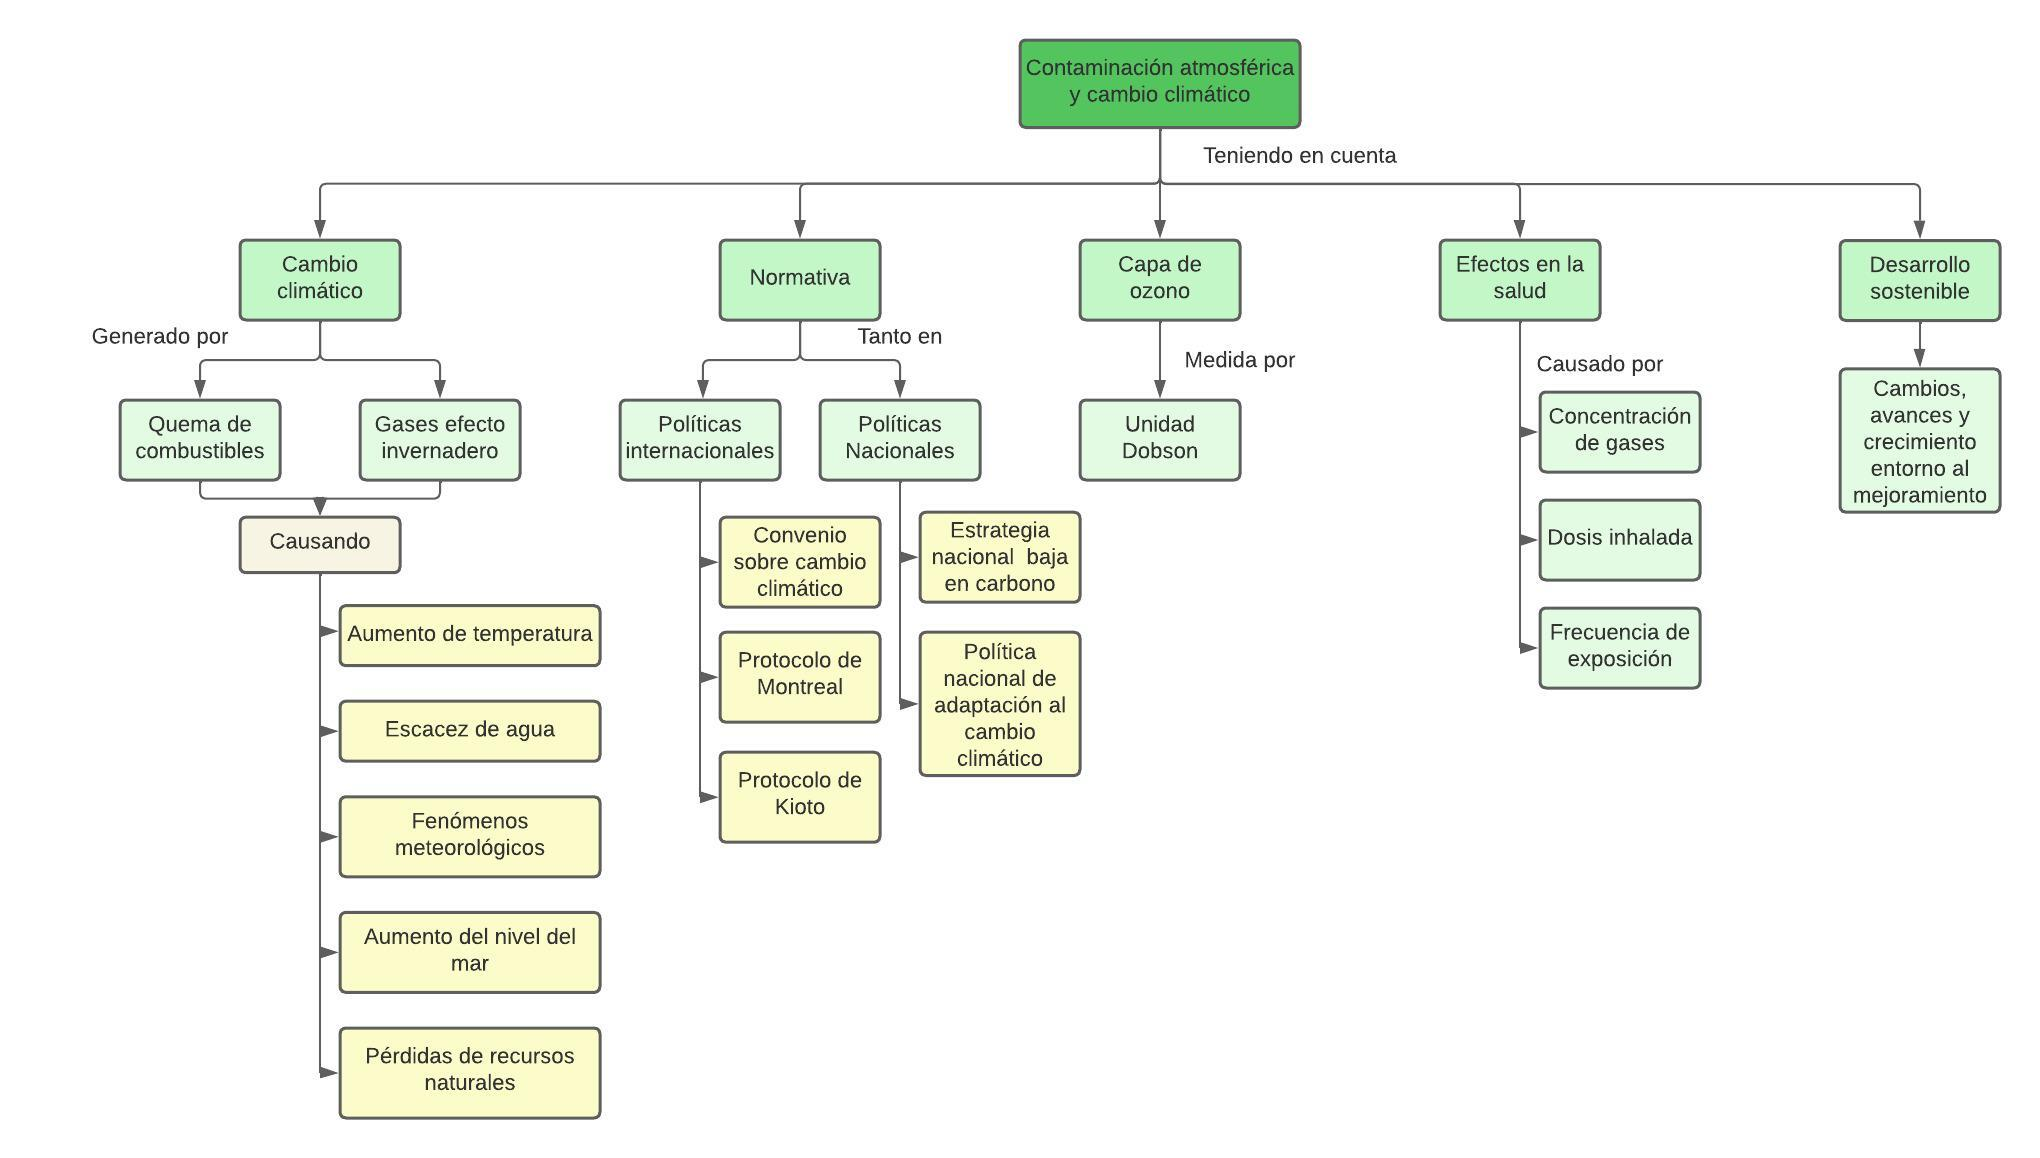 Contaminación atmosférica
y cambio climático
Teniendo en cuenta
Cambio
climático
Normativa
Capa de
ozono
Efectos en la
salud
Desarrollo
sostenible
Generado por
Tanto en
Medida por
Causado por
Quema de
combustibles
Gases efecto
invernadero
Políticas
internacionales
Políticas
Nacionales
Unidad
Dobson
Concentración
de gases
Cambios,
avances y
crecimiento
entorno al
mejoramiento
Causando
Convenio
sobre cambio
climático
Estrategia
nacional  baja
en carbono
Dosis inhalada
Aumento de temperatura
Protocolo de
Montreal
Política
nacional de
adaptación al
cambio
climático
Frecuencia de
exposición
Escacez de agua
Protocolo de
Kioto
Fenómenos
meteorológicos
Aumento del nivel del
mar
Pérdidas de recursos
naturales